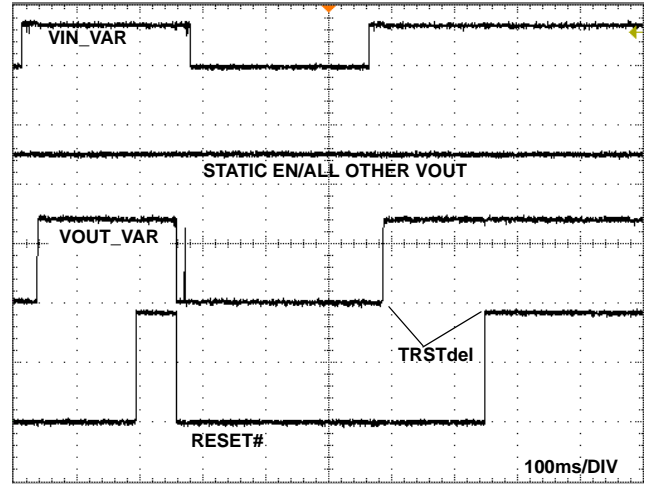 VIN_VAR
STATIC EN/ALL OTHER VOUT
VOUT_VAR
TRSTdel
RESET#
100ms/DIV